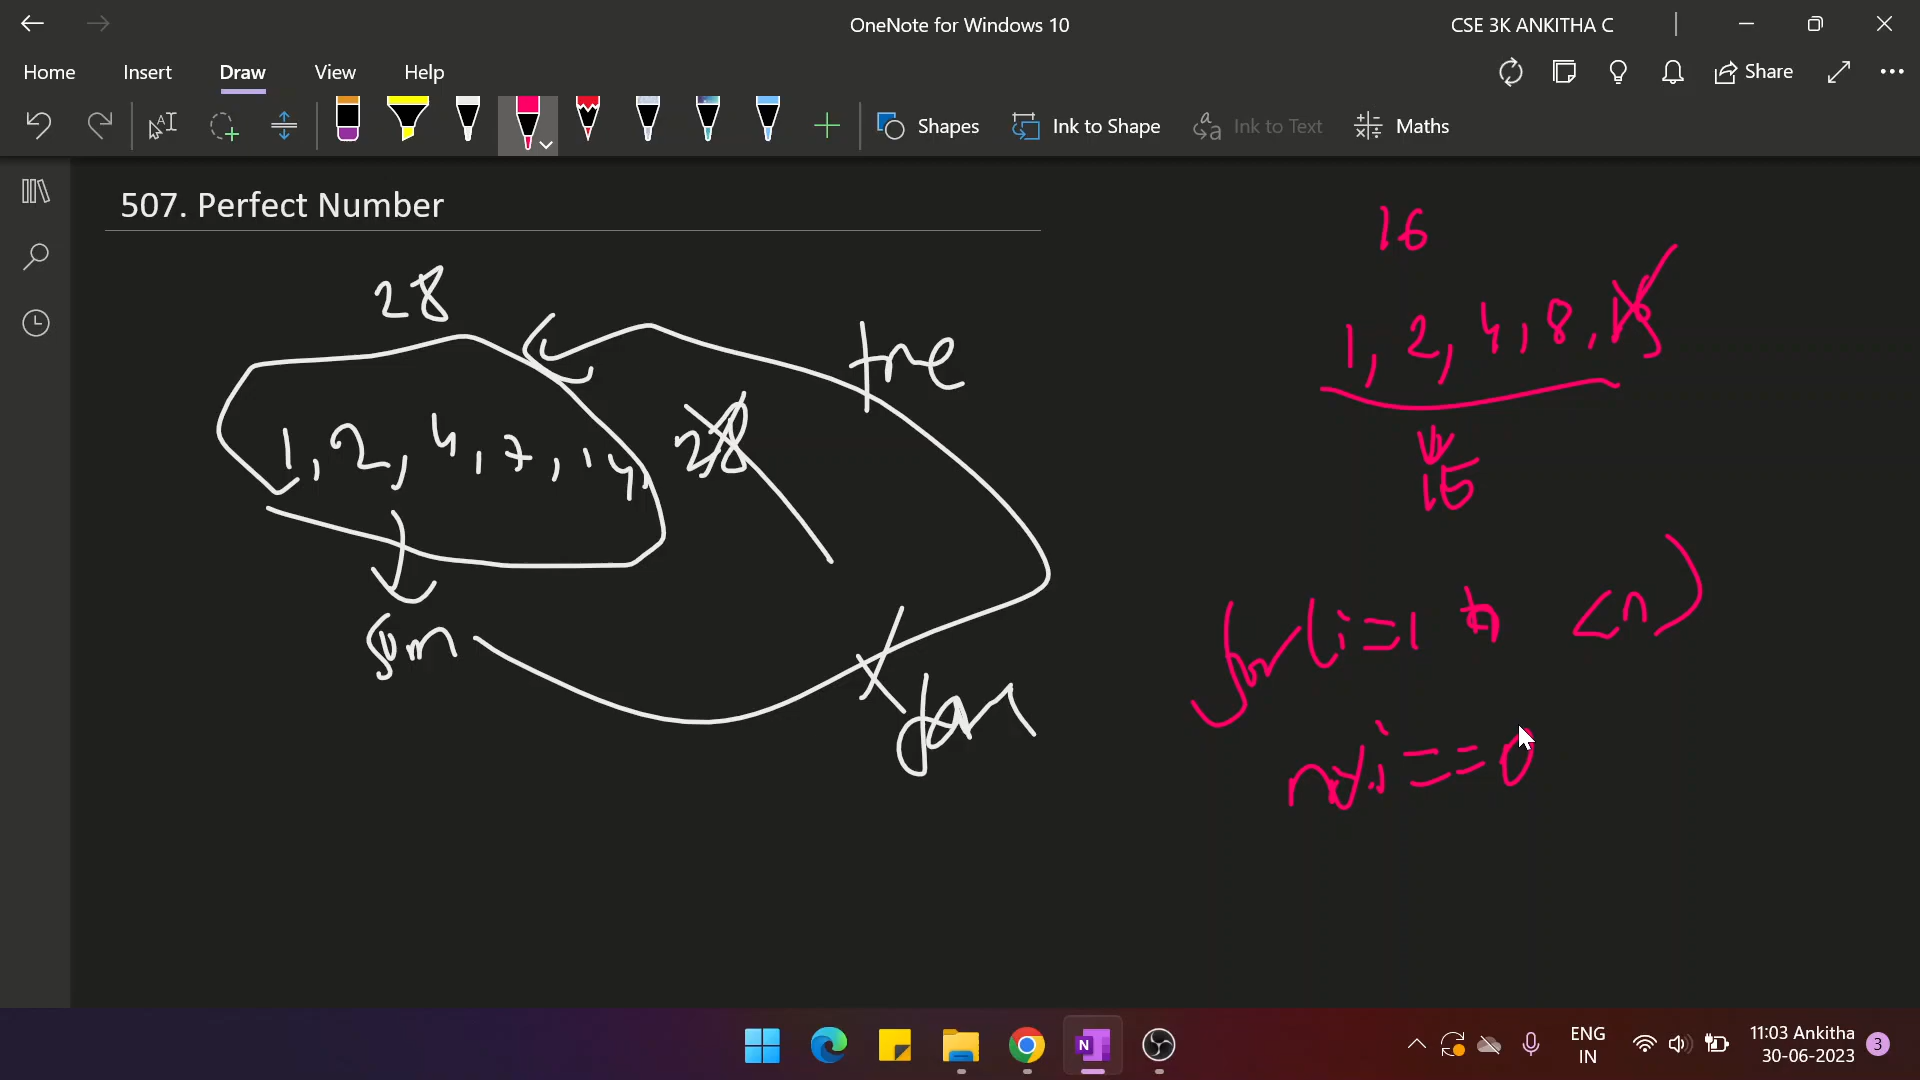 OneNote for Windows 10
CSE 3K ANKITHA C
Home Insert Draw View Help
Share
Shapes Ink to Shape Ink to Text Maths
507. Perfect Number
28
1, 2, 4, 7, 14, 28
sum
true
16
1, 2, 4, 8, 16
15
for (i=1 to <n)
n%i==0
ENG
IN
11:03 Ankitha
30-06-2023
3